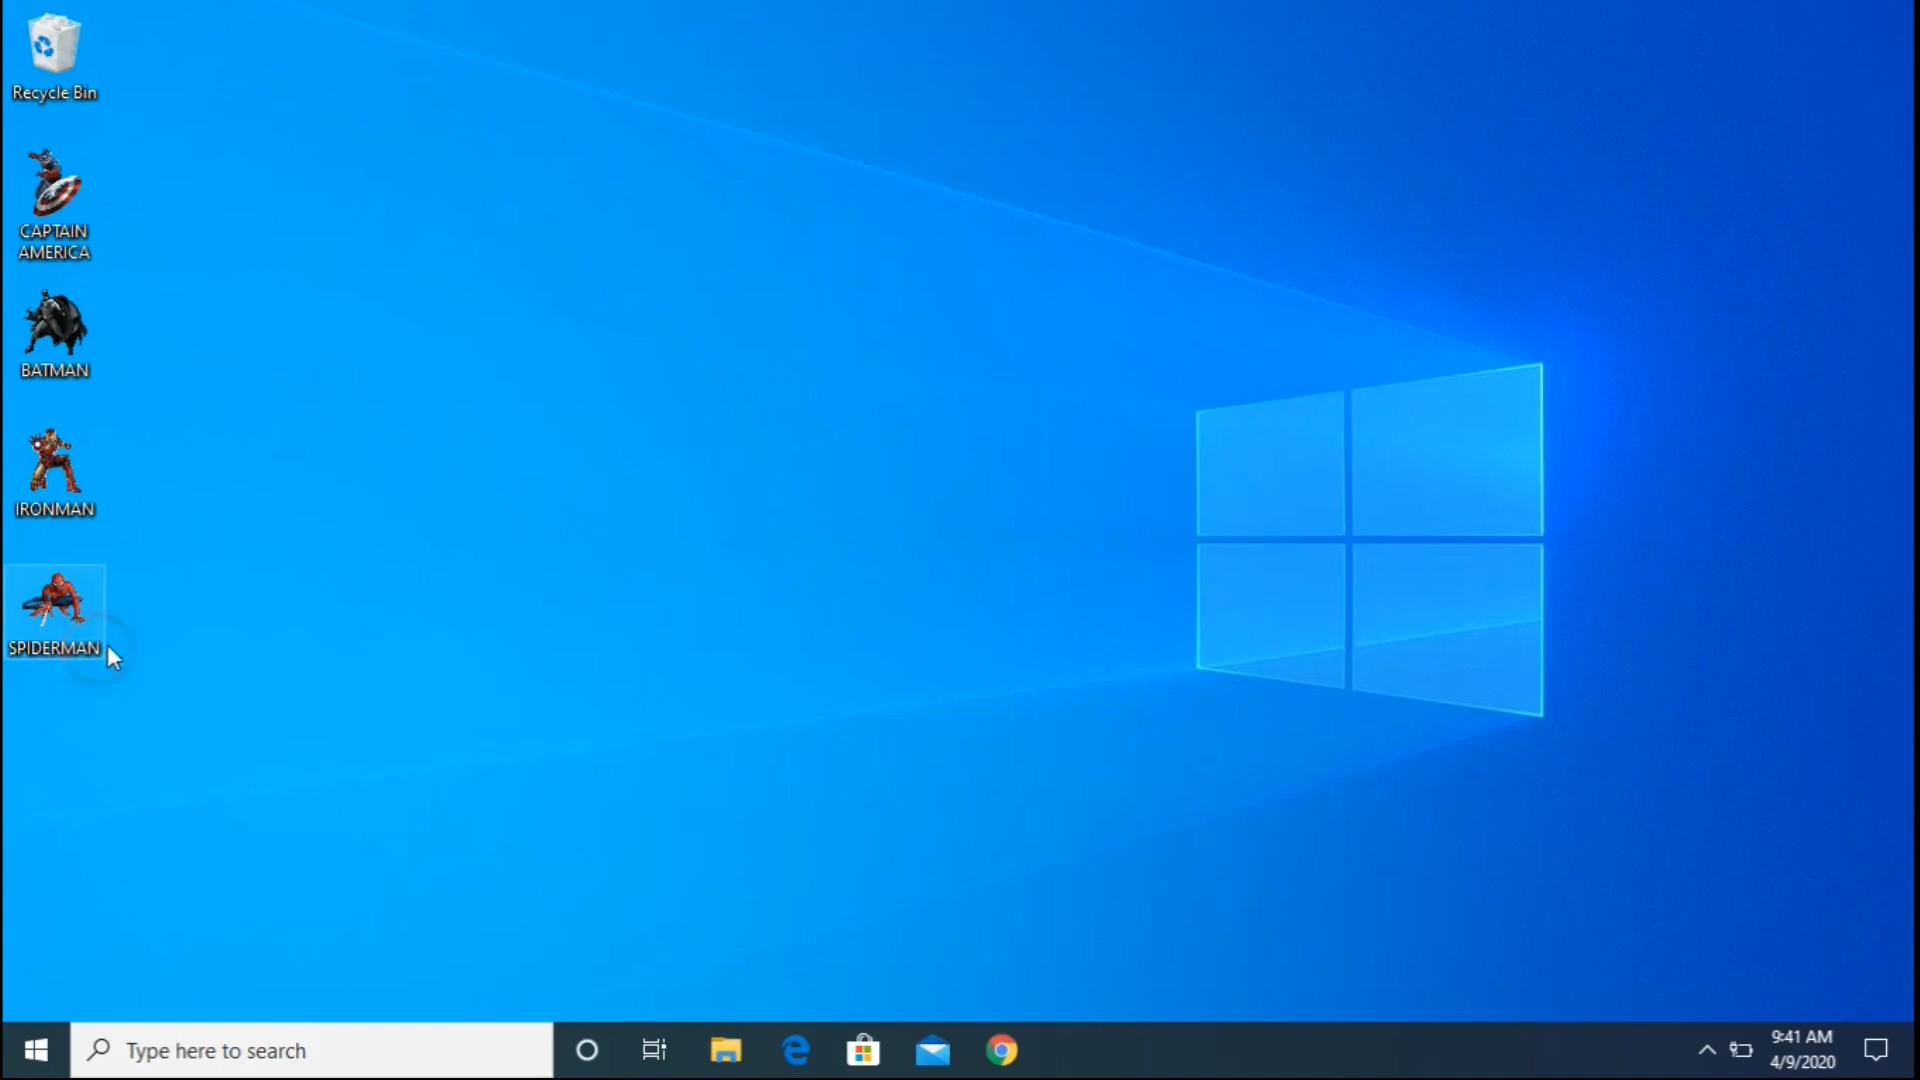 Recycle Bin
CAPTAIN
AMERICA
BATMAN
IRONMAN
SPIDERMAN
Type here to search
9:41 AM
4/9/2020